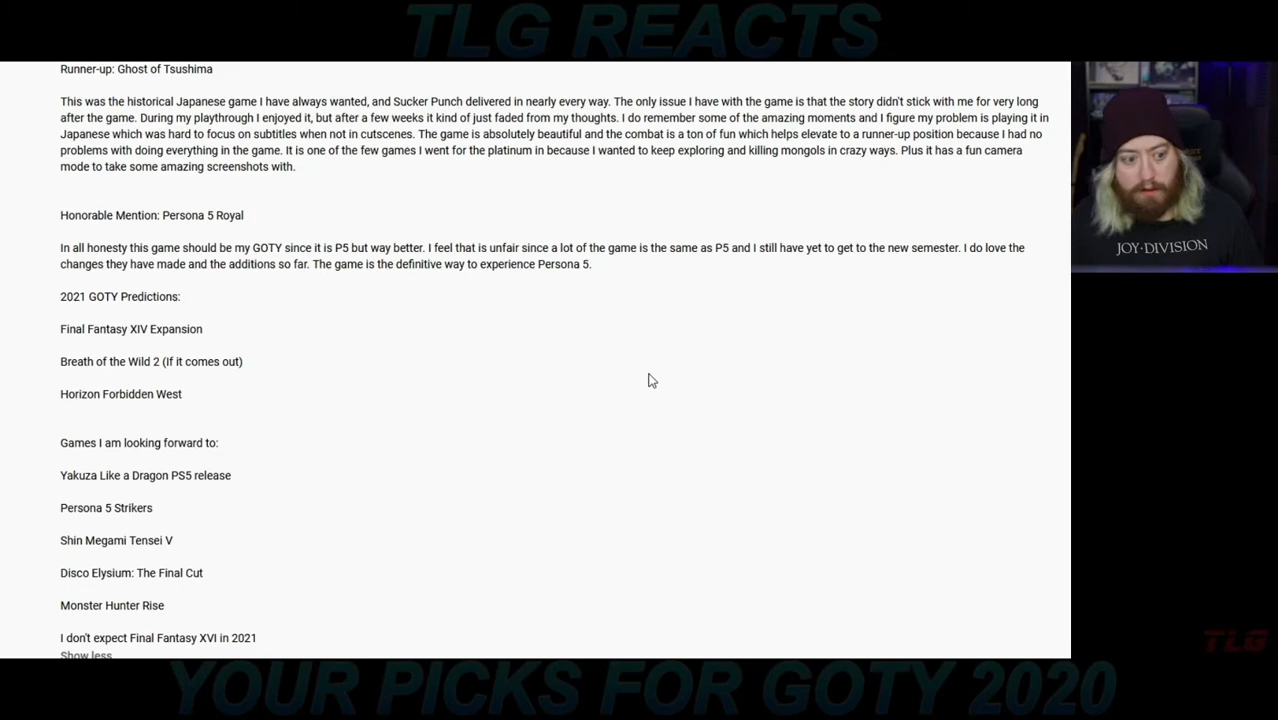 TLG REACTS
Runner-up: Ghost of Tsushima
This was the historical Japanese game I have always wanted, and Sucker Punch delivered in nearly every way. The only issue I have with the game is that the story didn't stick with me for very long
after the game. During my playthrough I enjoyed it, but after a few weeks it kind of just faded from my thoughts. I do remember some of the amazing moments and I figure my problem is playing it in
Japanese which was hard to focus on subtitles when not in cutscenes. The game is absolutely beautiful and the combat is a ton of fun which helps elevate to a runner-up position because I had no
problems with doing everything in the game. It is one of the few games I went for the platinum in because I wanted to keep exploring and killing mongols in crazy ways. Plus it has a fun camera
mode to take some amazing screenshots with.
Honorable Mention: Persona 5 Royal
In all honesty this game should be my GOTY since it is P5 but way better. I feel that is unfair since a lot of the game is the same as P5 and I still have yet to get to the new semester. I do love the
changes they have made and the additions so far. The game is the definitive way to experience Persona 5.
2021 GOTY Predictions:
Final Fantasy XIV Expansion
Breath of the Wild 2 (If it comes out)
Horizon Forbidden West
Games I am looking forward to:
Yakuza Like a Dragon PS5 release
Persona 5 Strikers
Shin Megami Tensei V
Disco Elysium: The Final Cut
Monster Hunter Rise
I don't expect Final Fantasy XVI in 2021
Show less
JOY·DIVISION
TLG
YOUR PICKS FOR GOTY 2020